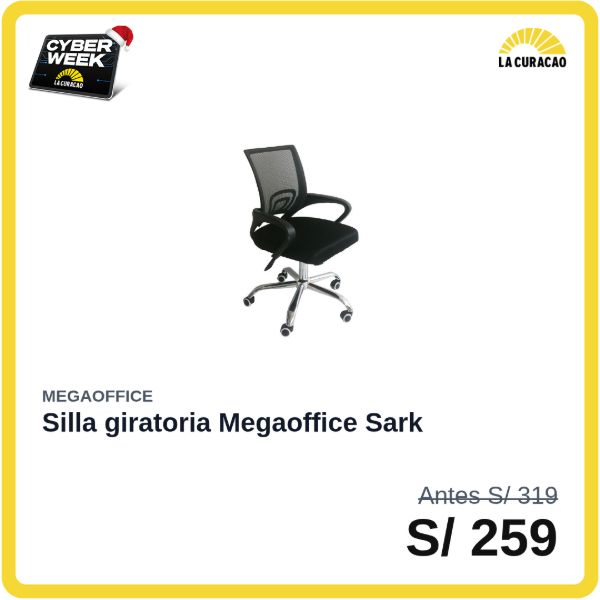 CYBER
WEEK
LA CURACAO
LA CURACAO
MEGAOFFICE
Silla giratoria Megaoffice Sark
Antes S/ 319
S/ 259